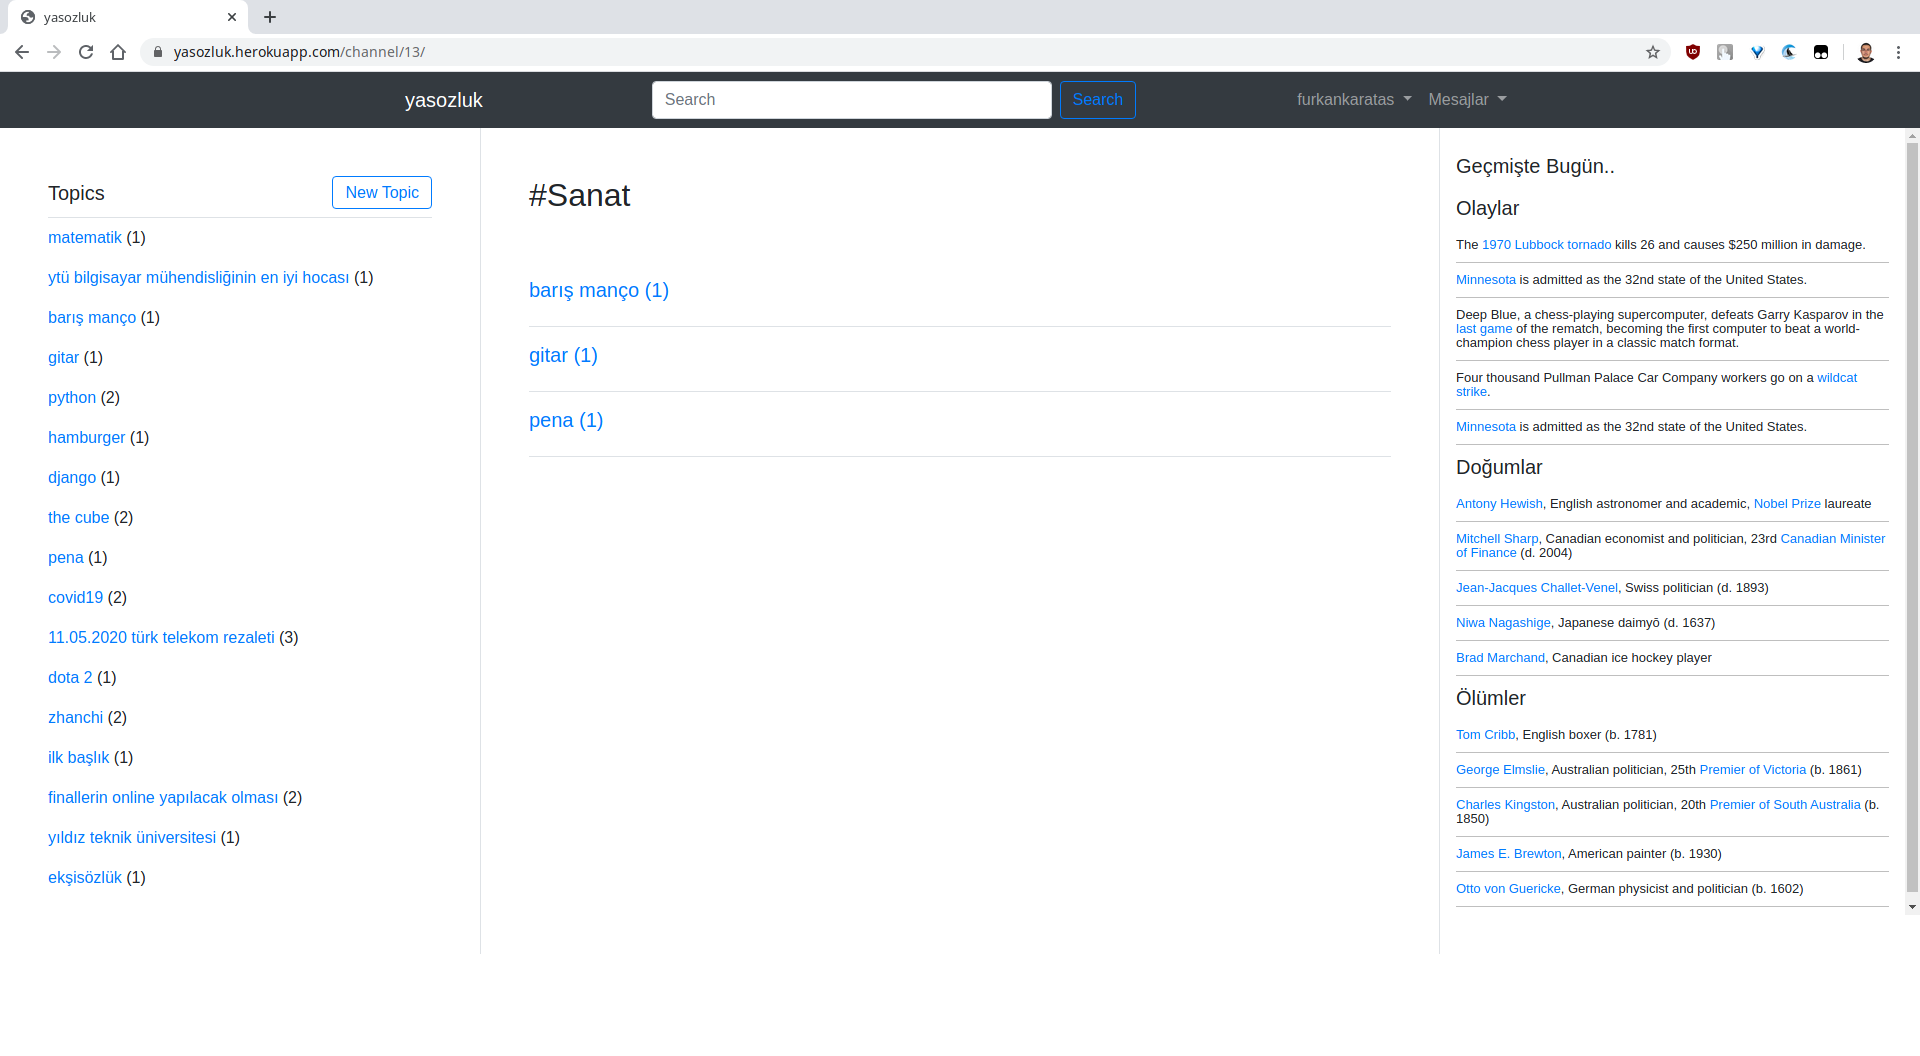 yasozluk
yasozluk.herokuapp.com/channel/13/
yasozluk
Search
Search
furkankaratas
Mesajlar
Topics
New Topic
matematik (1)
ytü bilgisayar mühendisliğinin en iyi hocası (1)
barış manço (1)
gitar (1)
python (2)
hamburger (1)
django (1)
the cube (2)
pena (1)
covid19 (2)
11.05.2020 türk telekom rezaleti (3)
dota 2 (1)
zhanchi (2)
ilk başlık (1)
finallerin online yapılacak olması (2)
yıldız teknik üniversitesi (1)
ekşisözlük (1)
#Sanat
barış manço (1)
gitar (1)
pena (1)
Geçmişte Bugün..
Olaylar
The 1970 Lubbock tornado kills 26 and causes $250 million in damage.
Minnesota is admitted as the 32nd state of the United States.
Deep Blue, a chess-playing supercomputer, defeats Garry Kasparov in the
last game of the rematch, becoming the first computer to beat a world-
champion chess player in a classic match format.
Four thousand Pullman Palace Car Company workers go on a wildcat
strike.
Minnesota is admitted as the 32nd state of the United States.
Doğumlar
Antony Hewish, English astronomer and academic, Nobel Prize laureate
Mitchell Sharp, Canadian economist and politician, 23rd Canadian Minister
of Finance (d. 2004)
Jean-Jacques Challet-Venel, Swiss politician (d. 1893)
Niwa Nagashige, Japanese daimyō (d. 1637)
Brad Marchand, Canadian ice hockey player
Ölümler
Tom Cribb, English boxer (b. 1781)
George Elmslie, Australian politician, 25th Premier of Victoria (b. 1861)
Charles Kingston, Australian politician, 20th Premier of South Australia (b.
1850)
James E. Brewton, American painter (b. 1930)
Otto von Guericke, German physicist and politician (b. 1602)